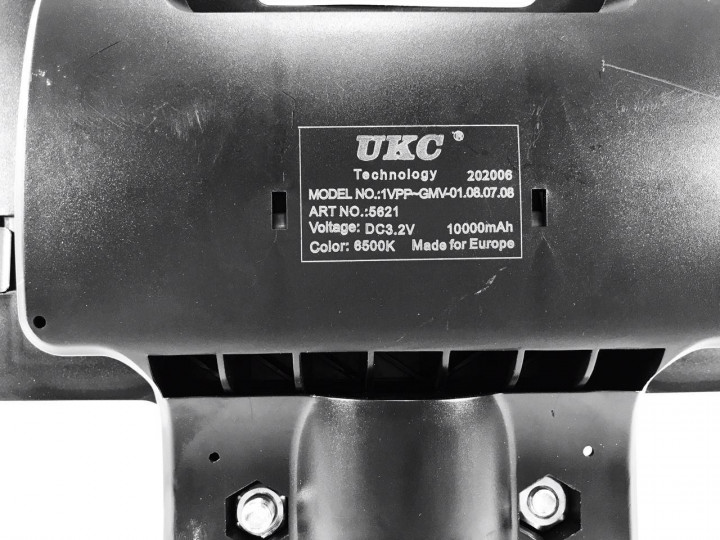 UKC ®
Technology 202006
MODEL NO.:1VPP~GMV-01.08.07.08
ART NO.:5621
Voltage: DC3.2V 10000mAh
Color: 6500K Made for Europe